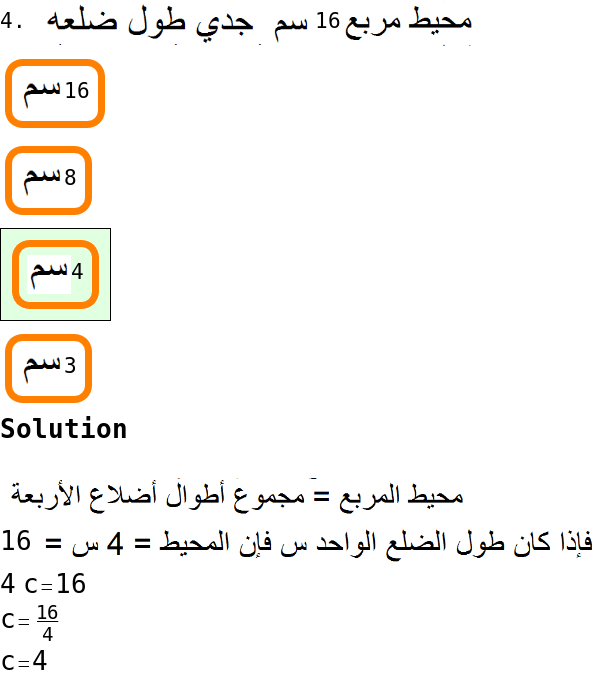 4. محيط مربع 16 سم جدي طول ضلعه
16 سم
8 سم
4 سم
3 سم
Solution
محيط المربع = مجموع أطوال أضلاع الأربعة
فإذا كان طول الضلع الواحد س فإن المحيط = 4 س = 16
4 c=16
c=16/4
c=4